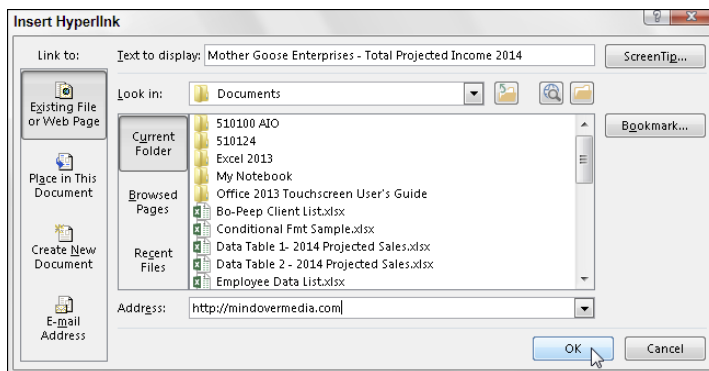 Insert Hyperlink
Link to:
Text to display: Mother Goose Enterprises - Total Projected Income 2014
ScreenTip...
Existing File
or Web Page
Place in This
Document
Create New
Document
E-mail
Address
Look in:
Documents
Current
Folder
Browsed
Pages
Recent
Files
510100 AIO
510124
Excel 2013
My Notebook
Office 2013 Touchscreen User's Guide
Bo-Peep Client List.xlsx
Conditional Fmt Sample.xlsx
Data Table 1- 2014 Projected Sales.xlsx
Data Table 2 - 2014 Projected Sales.xlsx
Employee Data List.xlsx
Bookmark...
Address: http://mindovermedia.com
OK
Cancel